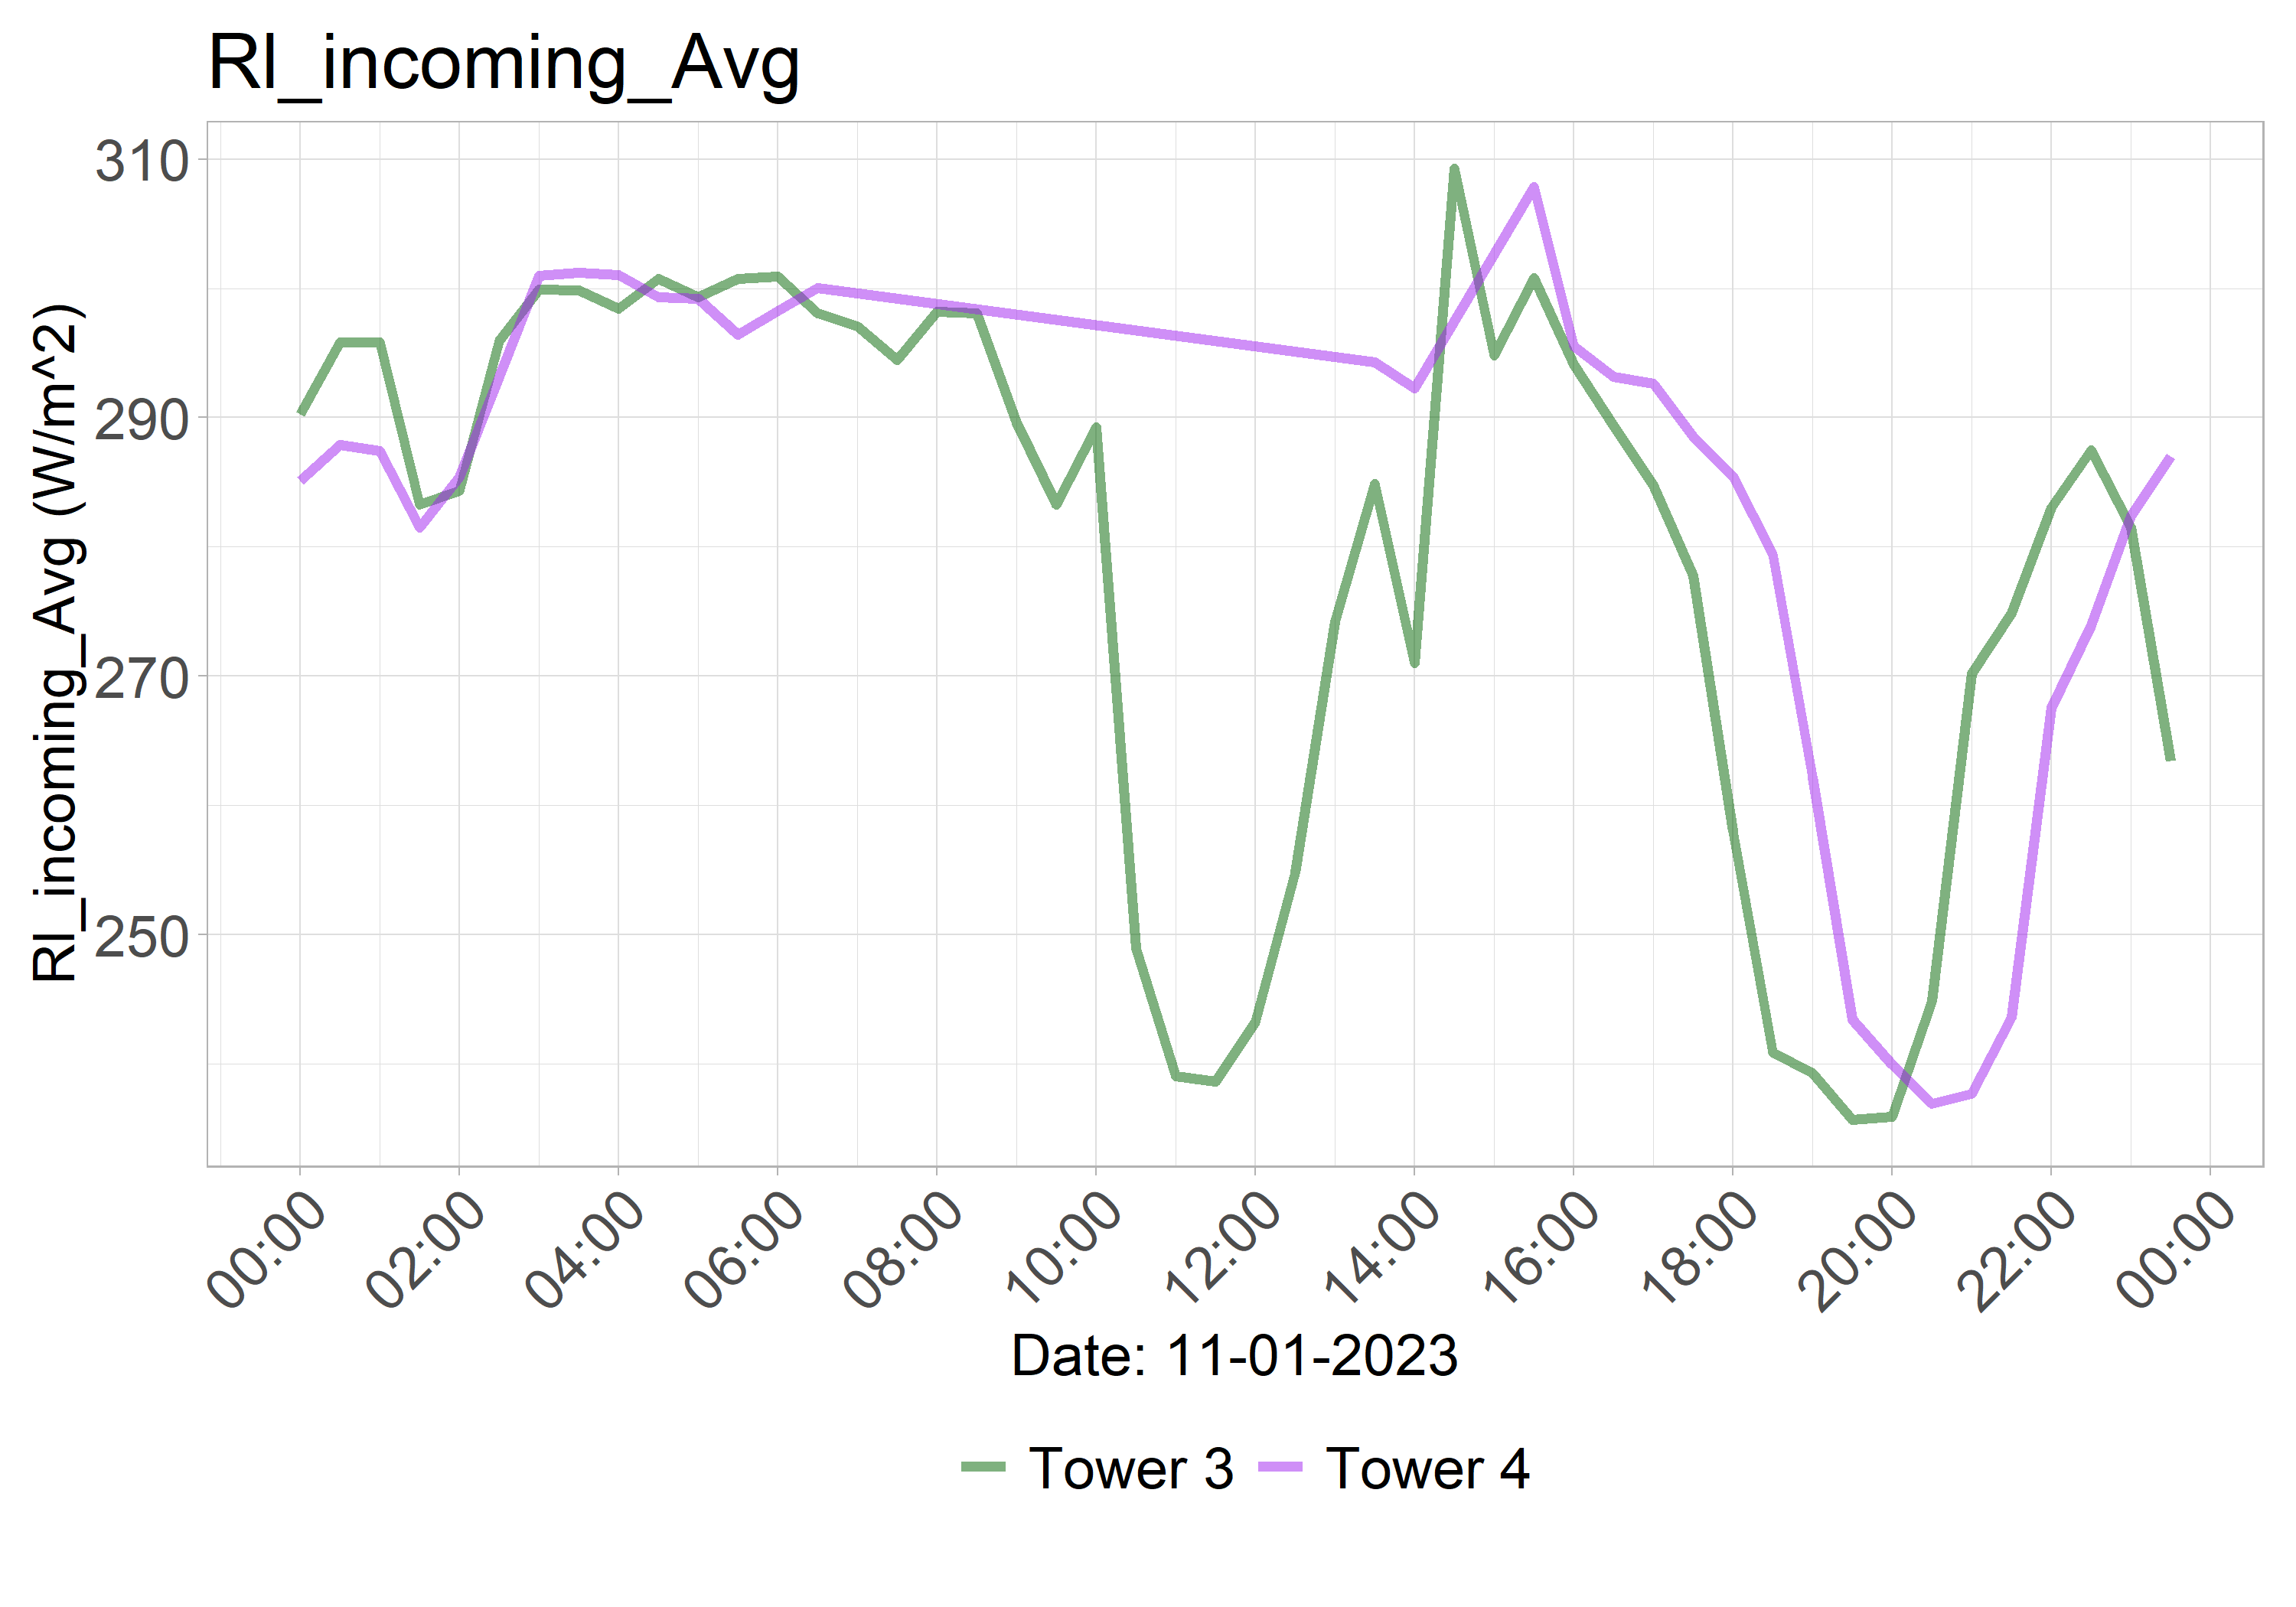 Rl_incoming_Avg
Rl_incoming_Avg (W/m^2)
310
290
270
250
00:00 02:00 04:00 06:00 08:00 10:00 12:00 14:00 16:00 18:00 20:00 22:00 00:00
Date: 11-01-2023
Tower 3 Tower 4